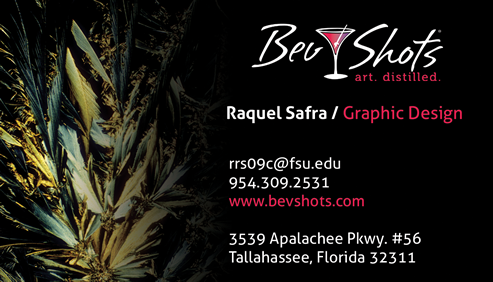 Bev Shots®
art. distilled.
Raquel Safra / Graphic Design
rrs09c@fsu.edu
954.309.2531
www.bevshots.com
3539 Apalachee Pkwy. #56
Tallahassee, Florida 32311